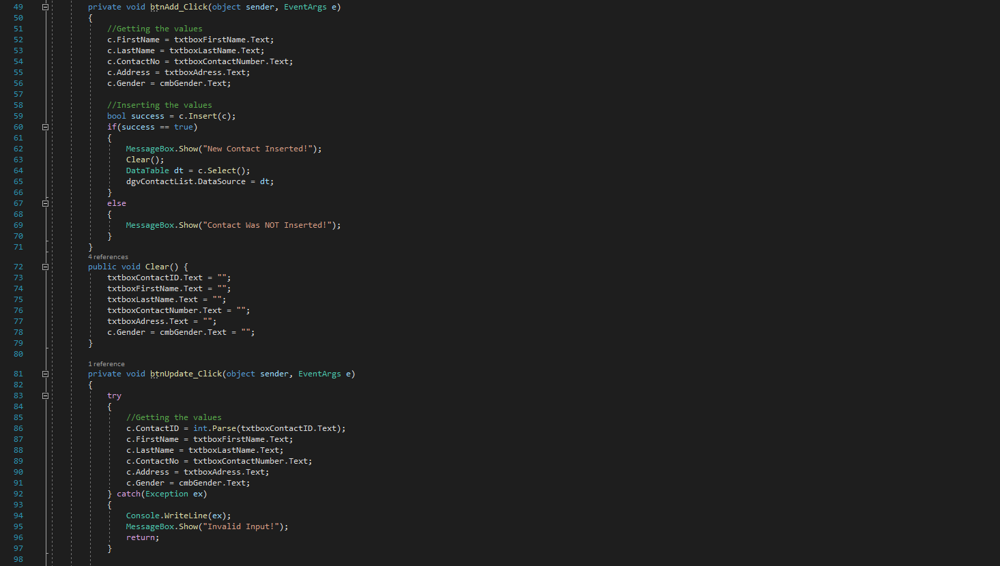 49 private void btnAdd_Click(object sender, EventArgs e)
50 {
51 //Getting the values
52 c.FirstName = txtboxFirstName.Text;
53 c.LastName = txtboxLastName.Text;
54 c.ContactNo = txtboxContactNumber.Text;
55 c.Address = txtboxAdress.Text;
56 c.Gender = cmbGender.Text;
57
58 //Inserting the values
59 bool success = c.Insert(c);
60 if(success == true)
61 {
62 MessageBox.Show("New Contact Inserted!");
63 Clear();
64 DataTable dt = c.Select();
65 dgvContactList.DataSource = dt;
66 }
67 else
68 {
69 MessageBox.Show("Contact Was NOT Inserted!");
70 }
71 }
4 references
72 public void Clear() {
73 txtboxContactID.Text = "";
74 txtboxFirstName.Text = "";
75 txtboxLastName.Text = "";
76 txtboxContactNumber.Text = "";
77 txtboxAdress.Text = "";
78 c.Gender = cmbGender.Text = "";
79 }
80
1 reference
81 private void btnUpdate_Click(object sender, EventArgs e)
82 {
83 try
84 {
85 //Getting the values
86 c.ContactID = int.Parse(txtboxContactID.Text);
87 c.FirstName = txtboxFirstName.Text;
88 c.LastName = txtboxLastName.Text;
89 c.ContactNo = txtboxContactNumber.Text;
90 c.Address = txtboxAdress.Text;
91 c.Gender = cmbGender.Text;
92 } catch(Exception ex)
93 {
94 Console.WriteLine(ex);
95 MessageBox.Show("Invalid Input!");
96 return;
97 }
98